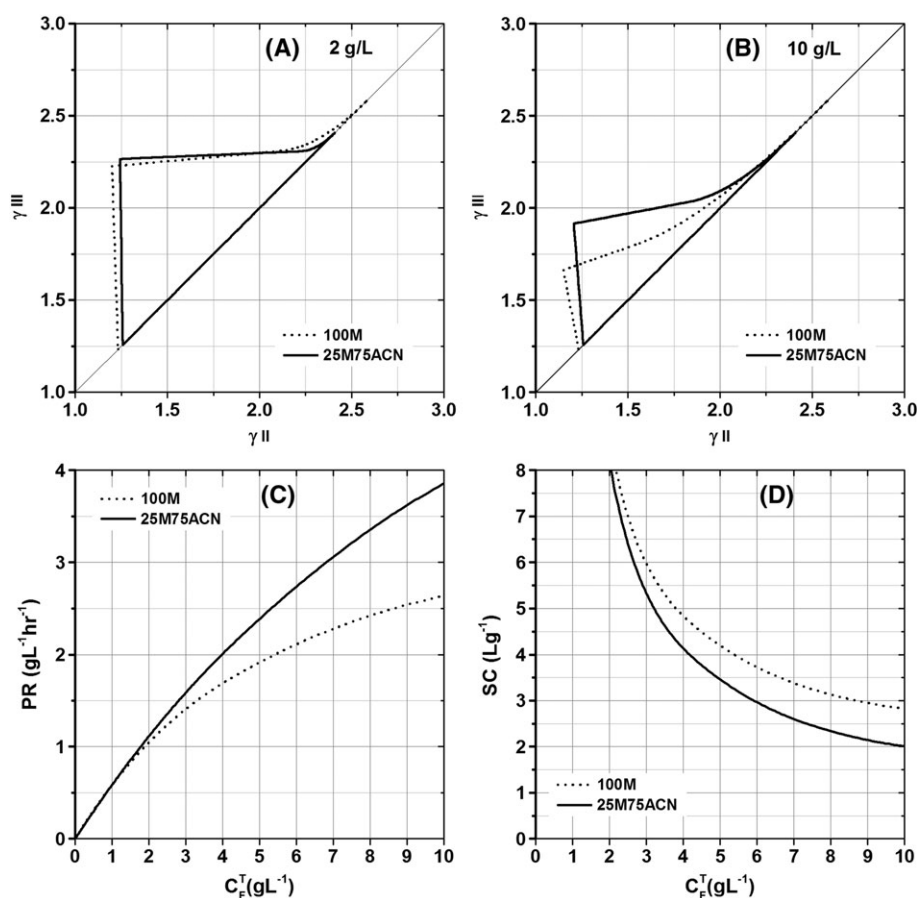 (A) 2 g/L
3.0
2.5
2.0
1.5
1.0
γ III
100M
25M75ACN
1.0 1.5 2.0 2.5 3.0
γ II
(B) 10 g/L
3.0
2.5
2.0
1.5
1.0
γ III
100M
25M75ACN
1.0 1.5 2.0 2.5 3.0
γ II
(C)
100M
25M75ACN
4
3
2
1
0
PR (gL⁻¹hr⁻¹)
0 1 2 3 4 5 6 7 8 9 10
C_F^T(gL⁻¹)
(D)
8
7
6
5
4
3
2
1
0
SC (Lg⁻¹)
100M
25M75ACN
0 1 2 3 4 5 6 7 8 9 10
C_F^T(gL⁻¹)